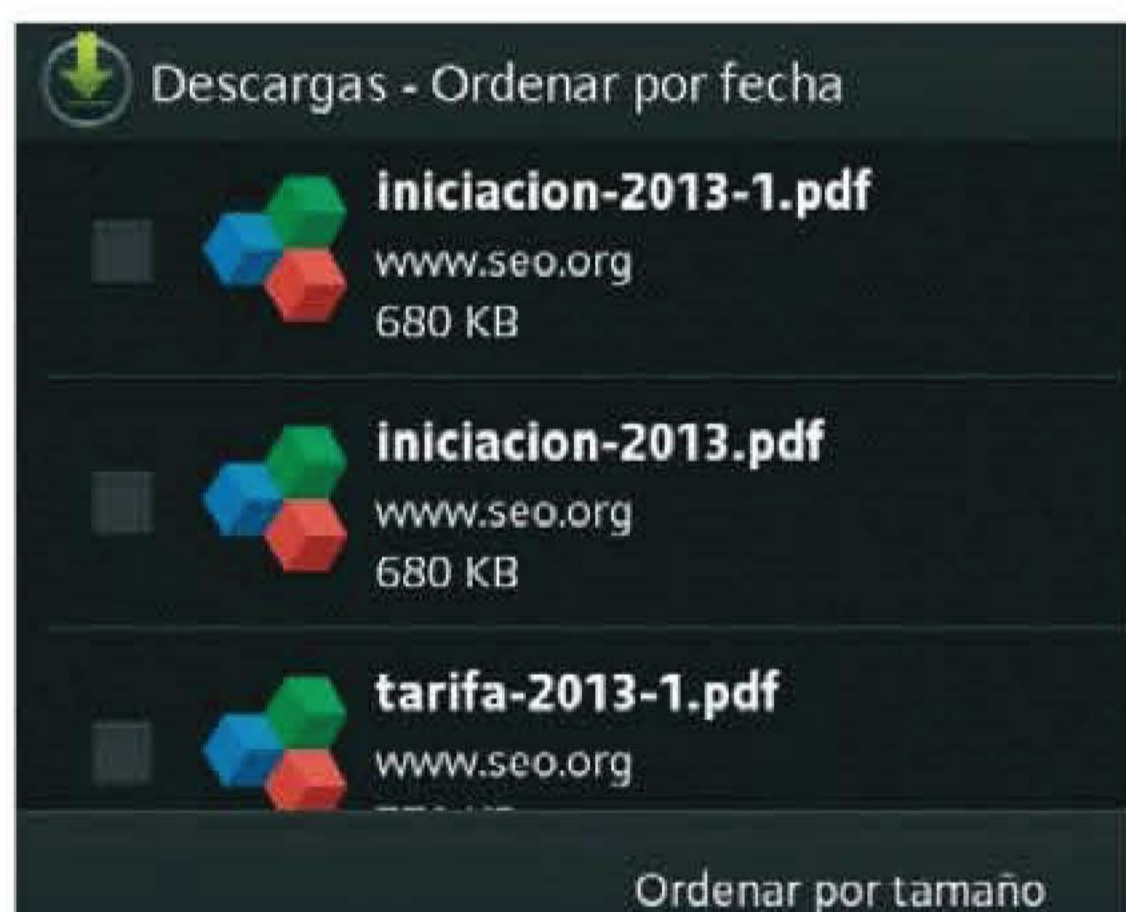 Descargas - Ordenar por fecha
iniciacion-2013-1.pdf
www.seo.org
680 KB
iniciacion-2013.pdf
www.seo.org
680 KB
tarifa-2013-1.pdf
www.seo.org
Ordenar por tamaño